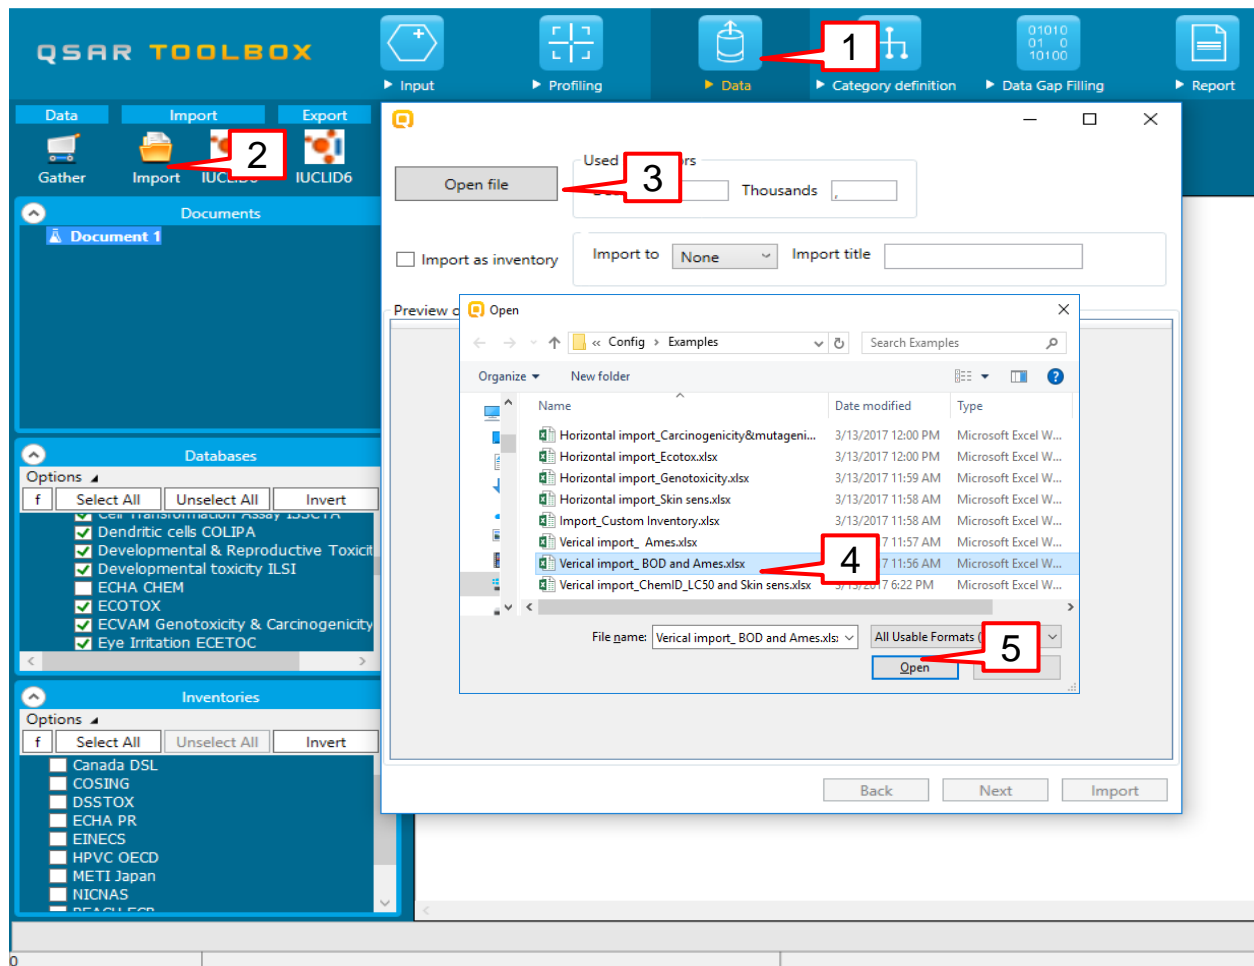 QSAR TOOLBOX
Input
Profiling
Data
Category definition
Data Gap Filling
Report
01010
01 0
10100
1
Data
Import
Export
Gather
Import
IUCLID6
2
Open file
3
Used
Thousands ,
Documents
Document 1
Import as inventory
Import to None
Import title
Preview
Open
Config › Examples
Search Examples
Organize
New folder
Name
Date modified
Type
Horizontal import_Carcinogenicity&mutageni... 3/13/2017 12:00 PM Microsoft Excel W...
Horizontal import_Ecotox.xlsx 3/13/2017 12:00 PM Microsoft Excel W...
Horizontal import_Genotoxicity.xlsx 3/13/2017 11:59 AM Microsoft Excel W...
Horizontal import_Skin sens.xlsx 3/13/2017 11:58 AM Microsoft Excel W...
Import_Custom Inventory.xlsx 3/13/2017 11:58 AM Microsoft Excel W...
Verical import_ Ames.xlsx 7 11:57 AM Microsoft Excel W...
Verical import_ BOD and Ames.xlsx 7 11:56 AM Microsoft Excel W...
4
Verical import_ChemID_LC50 and Skin sens.xlsx 3/13/2017 6:22 PM Microsoft Excel W...
File name: Verical import_ BOD and Ames.xls
All Usable Formats (
5
Open
Back
Next
Import
Databases
Options
f Select All Unselect All Invert
Cell Transformation Assay ISSCTA
Dendritic cells COLIPA
Developmental & Reproductive Toxicit
Developmental toxicity ILSI
ECHA CHEM
ECOTOX
ECVAM Genotoxicity & Carcinogenicity
Eye Irritation ECETOC
Inventories
Options
f Select All Unselect All Invert
Canada DSL
COSING
DSSTOX
ECHA PR
EINECS
HPVC OECD
METI Japan
NICNAS
REACH ECB
0